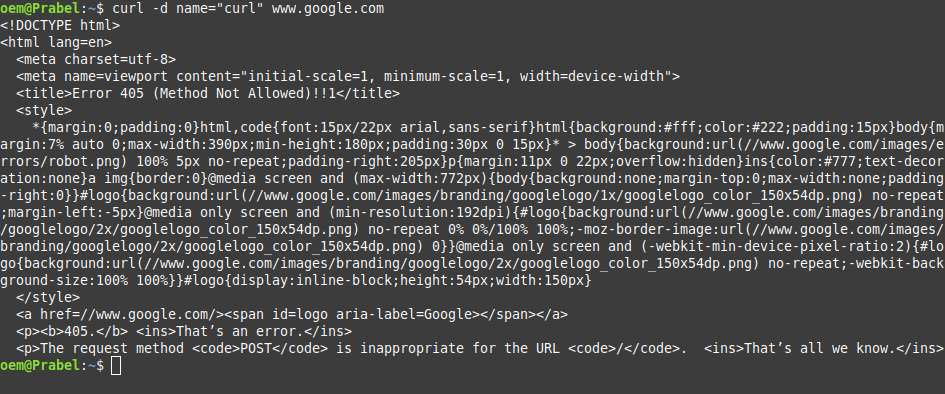 oem@Prabel:~$ curl -d name="curl" www.google.com
<!DOCTYPE html>
<html lang=en>
  <meta charset=utf-8>
  <meta name=viewport content="initial-scale=1, minimum-scale=1, width=device-width">
  <title>Error 405 (Method Not Allowed)!!1</title>
  <style>
    *{margin:0;padding:0}html,code{font:15px/22px arial,sans-serif}html{background:#fff;color:#222;padding:15px}body{m
argin:7% auto 0;max-width:390px;min-height:180px;padding:30px 0 15px}* > body{background:url(//www.google.com/images/e
rrors/robot.png) 100% 5px no-repeat;padding-right:205px}p{margin:11px 0 22px;overflow:hidden}ins{color:#777;text-decor
ation:none}a img{border:0}@media screen and (max-width:772px){body{background:none;margin-top:0;max-width:none;padding
-right:0}}#logo{background:url(//www.google.com/images/branding/googlelogo/1x/googlelogo_color_150x54dp.png) no-repeat
;margin-left:-5px}@media only screen and (min-resolution:192dpi){#logo{background:url(//www.google.com/images/branding
/googlelogo/2x/googlelogo_color_150x54dp.png) no-repeat 0% 0%/100% 100%;-moz-border-image:url(//www.google.com/images/
branding/googlelogo/2x/googlelogo_color_150x54dp.png) 0}}@media only screen and (-webkit-min-device-pixel-ratio:2){#lo
go{background:url(//www.google.com/images/branding/googlelogo/2x/googlelogo_color_150x54dp.png) no-repeat;-webkit-back
ground-size:100% 100%}}#logo{display:inline-block;height:54px;width:150px}
  </style>
  <a href=//www.google.com/><span id=logo aria-label=Google></span></a>
  <p><b>405.</b> <ins>That’s an error.</ins>
  <p>The request method <code>POST</code> is inappropriate for the URL <code>/</code>.  <ins>That’s all we know.</ins>
oem@Prabel:~$